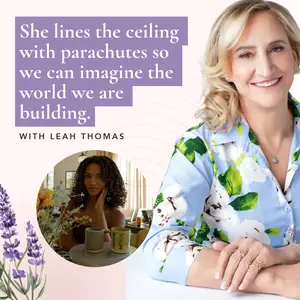 She lines the ceiling
with parachutes so
we can imagine the
world we are
building.
WITH LEAH THOMAS